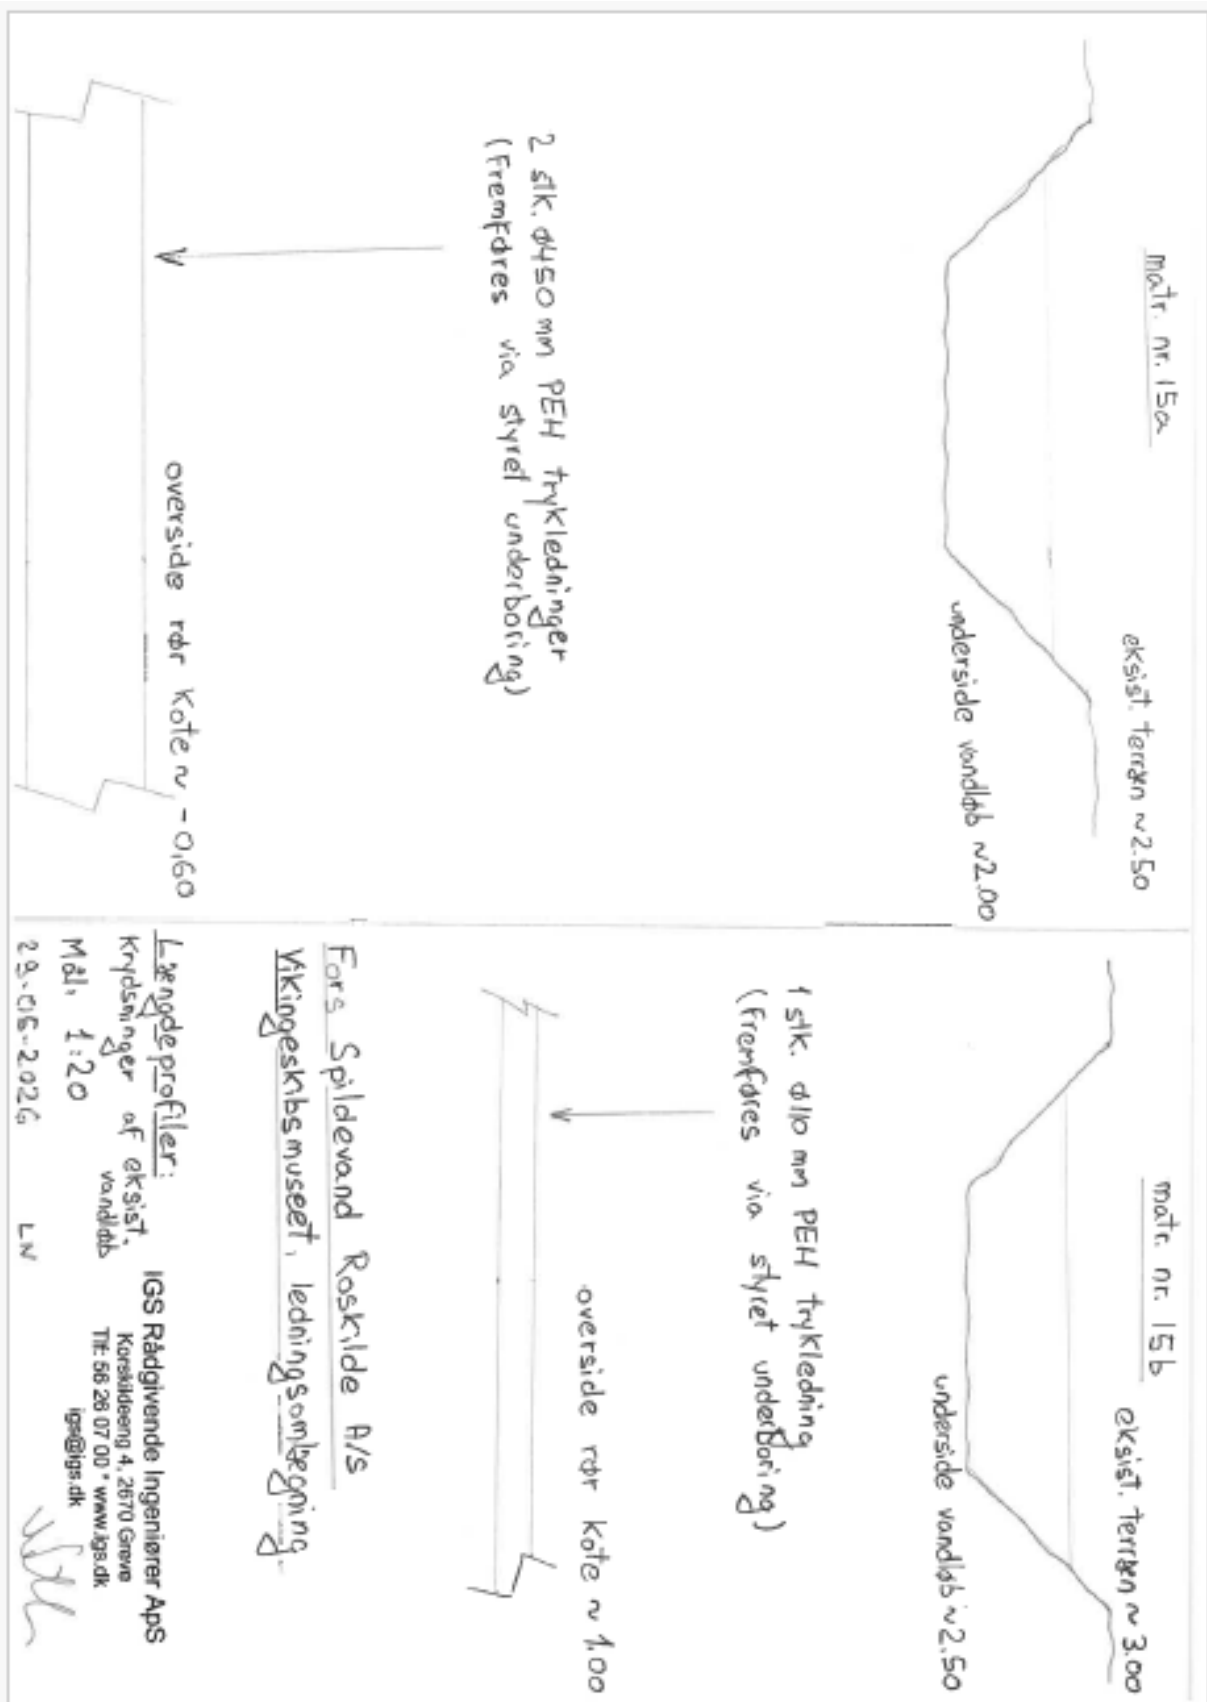 matr. nr. 15a
eksist. terræn ~2.50
underside vandløb ~2.00
2 stk. ø450 mm PEH trykledninger
(Fremføres via styret underboring)
overside rør Kote ~ -0,60
matr. nr. 15b
eksist. terræn ~ 3.00
underside vandløb ~2.50
1 stk. ø110 mm PEH trykledning
(Fremføres via styret underboring)
overside rør Kote ~ 1.00
Fors Spildevand Roskilde A/S
Vikingeskibsmuseet, ledningsomlægning.
Længdeprofiler:
Krydsninger af eksist.
vandløb
Mål. 1:20
LN
IGS Rådgivende Ingeniører ApS
Korskildeeng 4, 2670 Greve
Tlf: 56 26 07 00 * www.igs.dk
igs@igs.dk